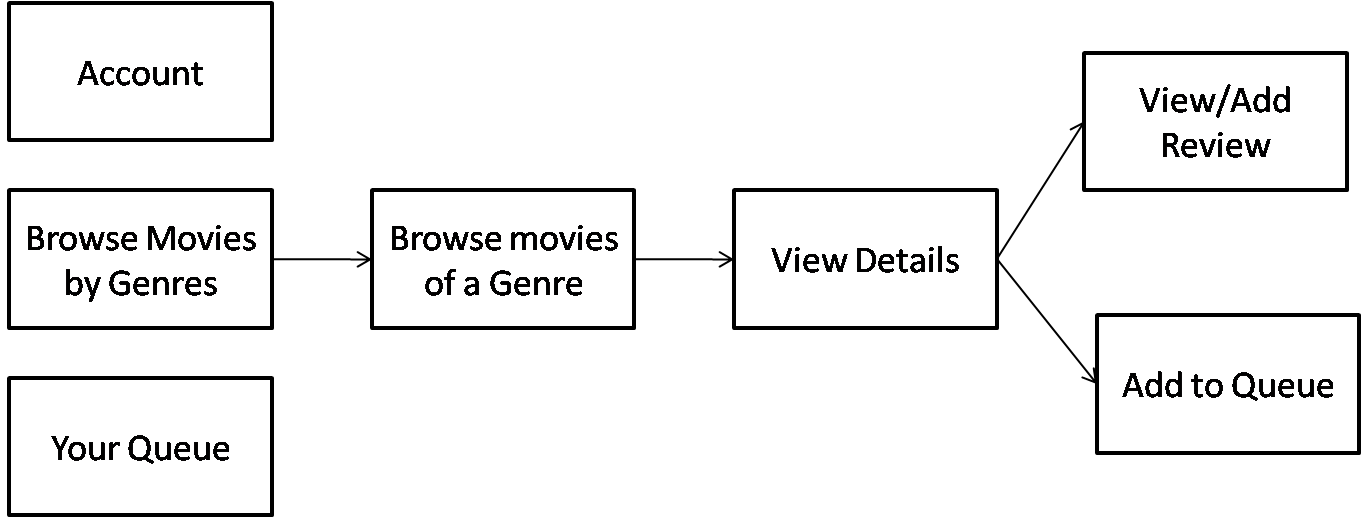 Account
Browse Movies
by Genres
Your Queue
Browse movies
of a Genre
View Details
View/Add
Review
Add to Queue